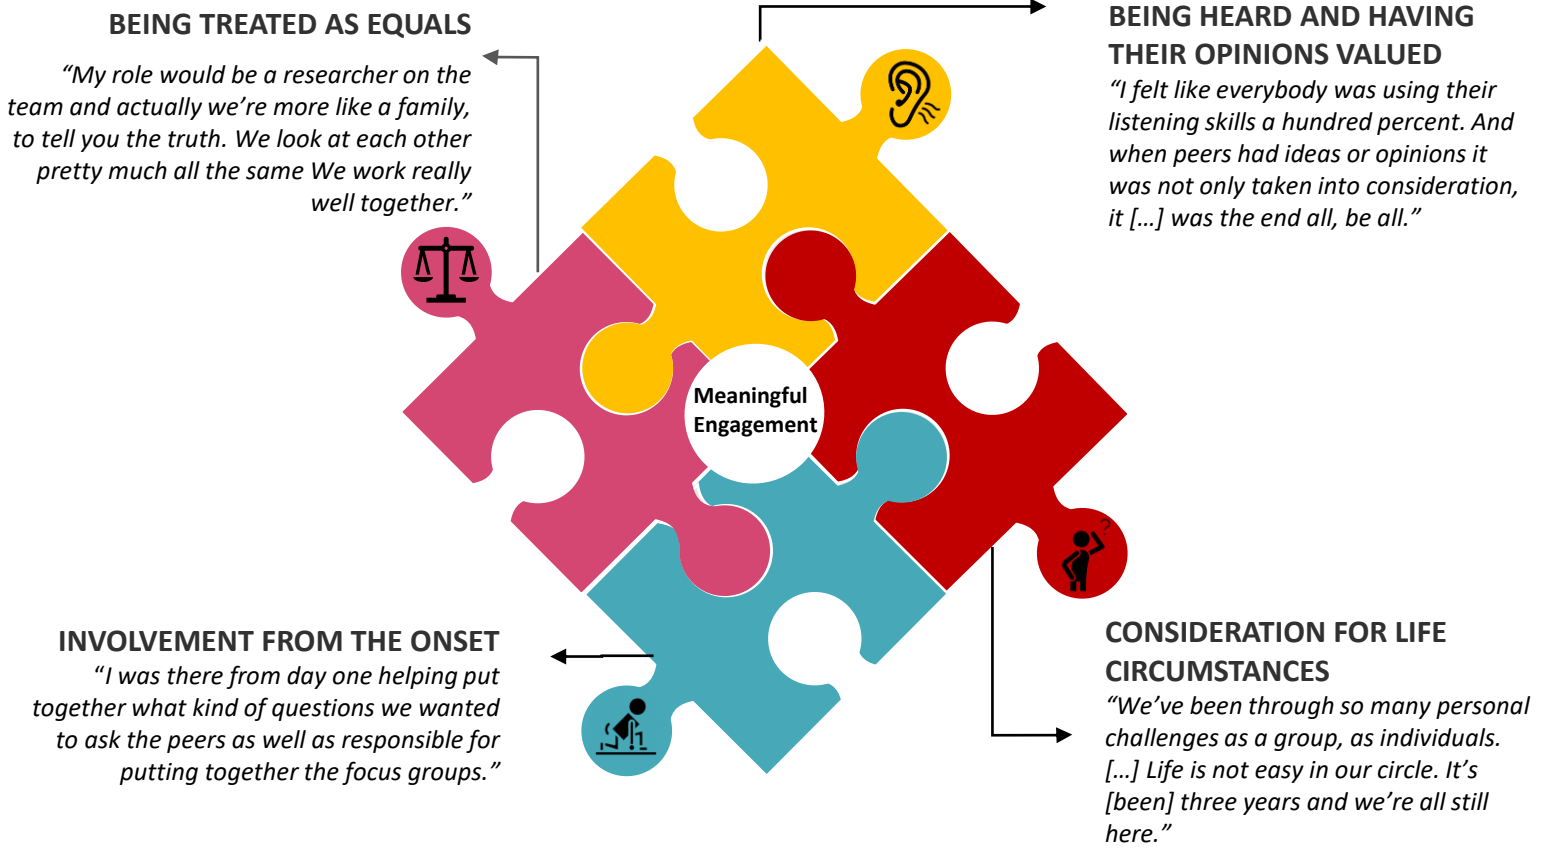 BEING TREATED AS EQUALS
“My role would be a researcher on the
team and actually we’re more like a family,
to tell you the truth. We look at each other
pretty much all the same We work really
well together.”
BEING HEARD AND HAVING
THEIR OPINIONS VALUED
“I felt like everybody was using their
listening skills a hundred percent. And
when peers had ideas or opinions it
was not only taken into consideration,
it […] was the end all, be all.”
Meaningful
Engagement
?
INVOLVEMENT FROM THE ONSET
“I was there from day one helping put
together what kind of questions we wanted
to ask the peers as well as responsible for
putting together the focus groups.”
CONSIDERATION FOR LIFE
CIRCUMSTANCES
“We’ve been through so many personal
challenges as a group, as individuals.
[…] Life is not easy in our circle. It’s
[been] three years and we’re all still
here.”